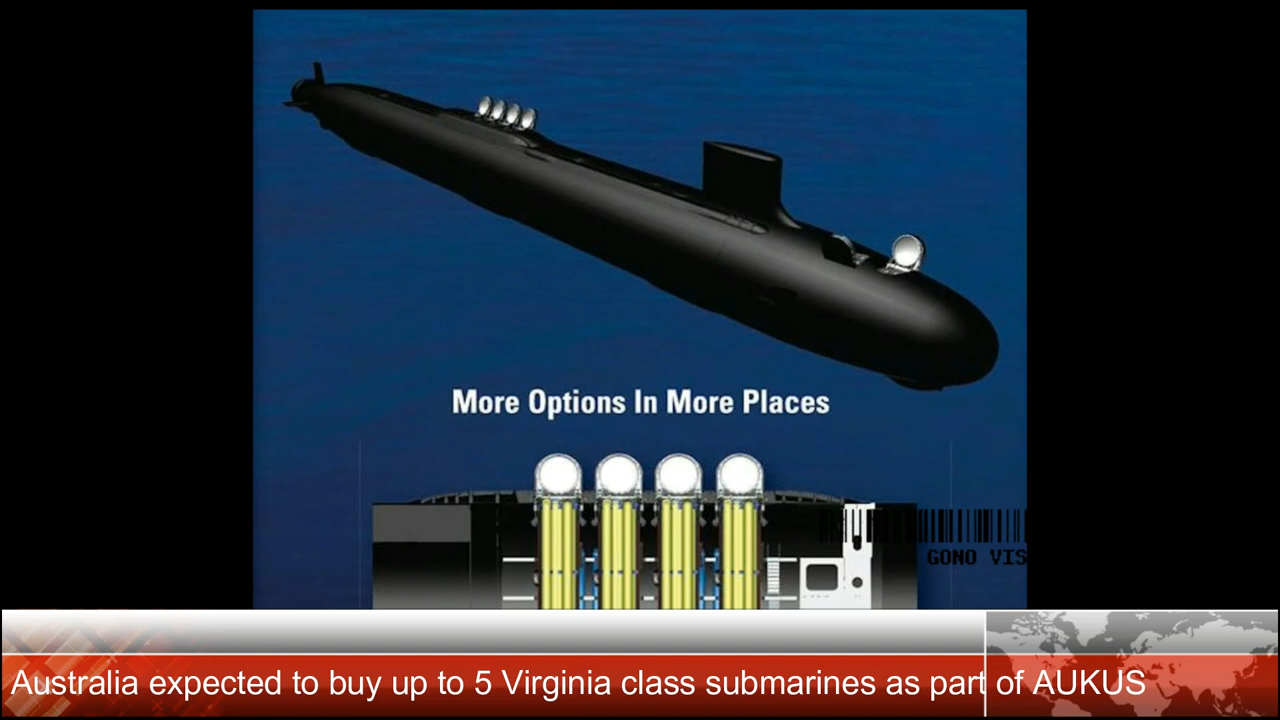 More Options In More Places
GONO VIS
Australia expected to buy up to 5 Virginia class submarines as part of AUKUS